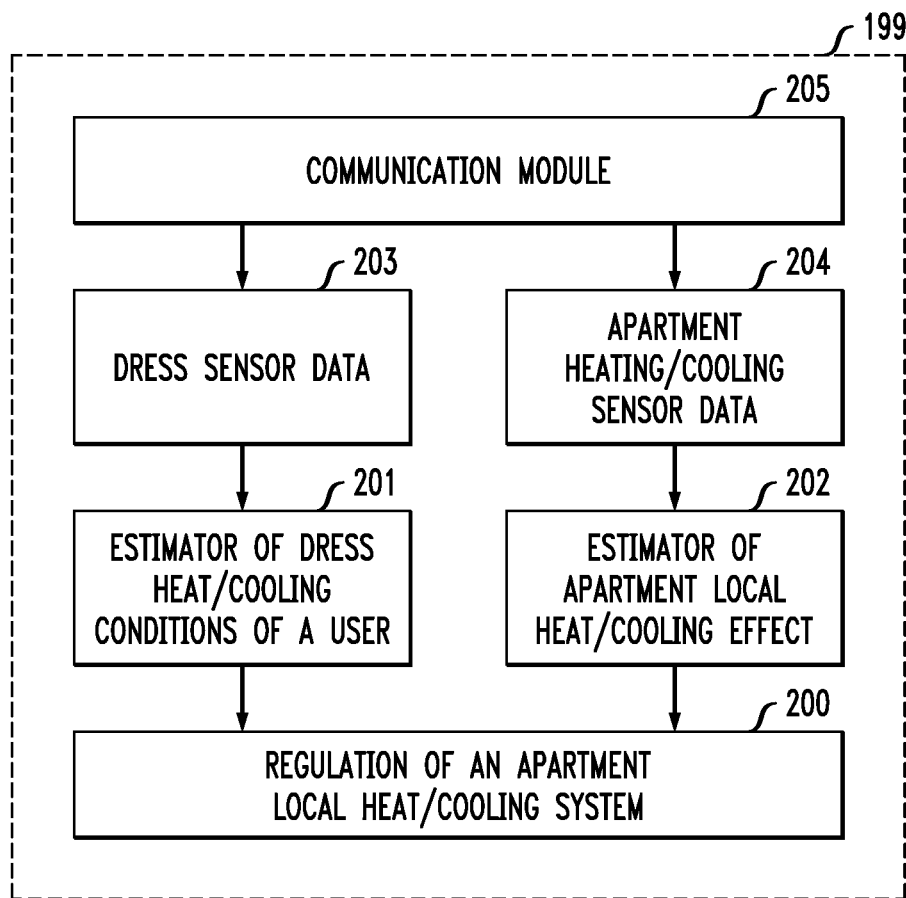 199
205
COMMUNICATION MODULE
203
204
DRESS SENSOR DATA
APARTMENT
HEATING/COOLING
SENSOR DATA
201
202
ESTIMATOR OF DRESS
HEAT/COOLING
CONDITIONS OF A USER
ESTIMATOR OF
APARTMENT LOCAL
HEAT/COOLING EFFECT
200
REGULATION OF AN APARTMENT
LOCAL HEAT/COOLING SYSTEM